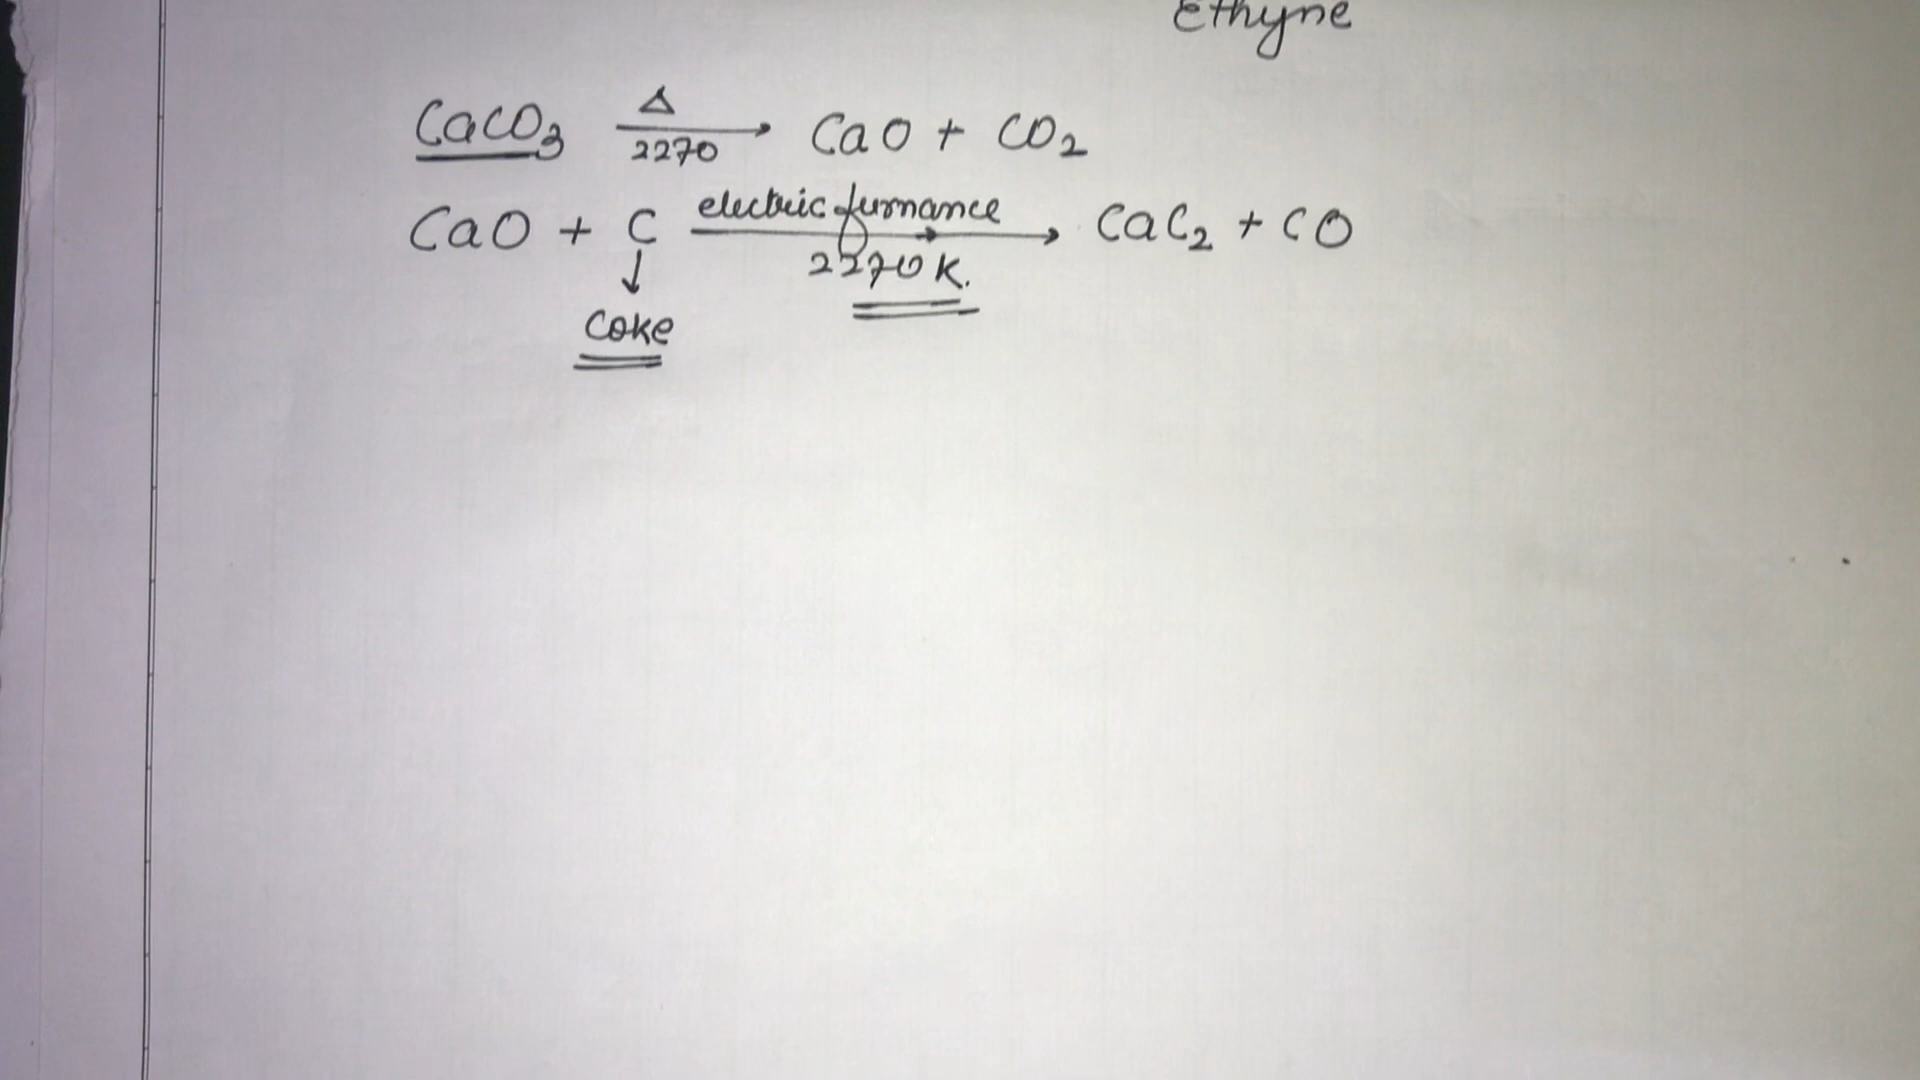 Ethyne
CaCO₃ Δ → 2270 CaO + CO₂
CaO + C electric furnance → 2270 K. CaC₂ + CO
↓
Coke